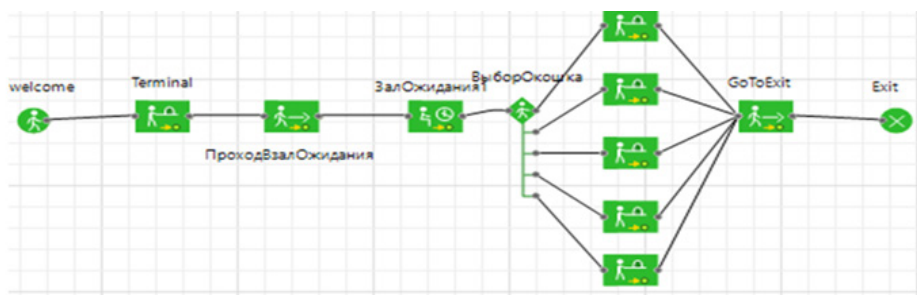 welcome
Terminal
ПроходВзалОжидания
ЗалОжидания1
ВыборОкошка
GoToExit
Exit